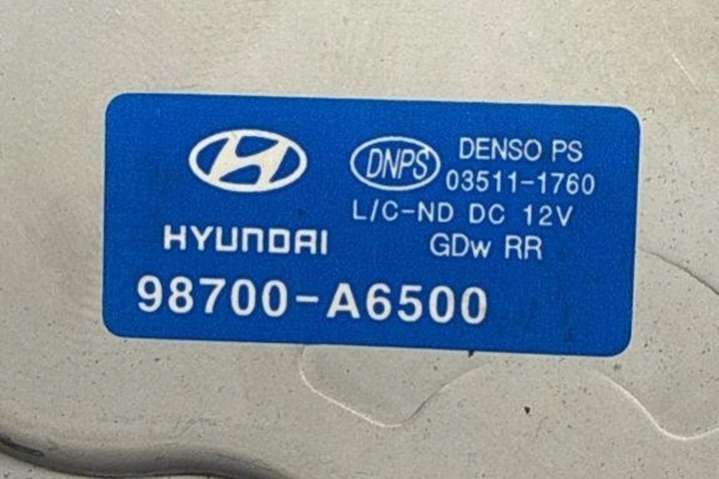 DNPS DENSO PS
03511-1760
L/C-ND DC 12V
HYUNDAI GDw RR
98700-A6500